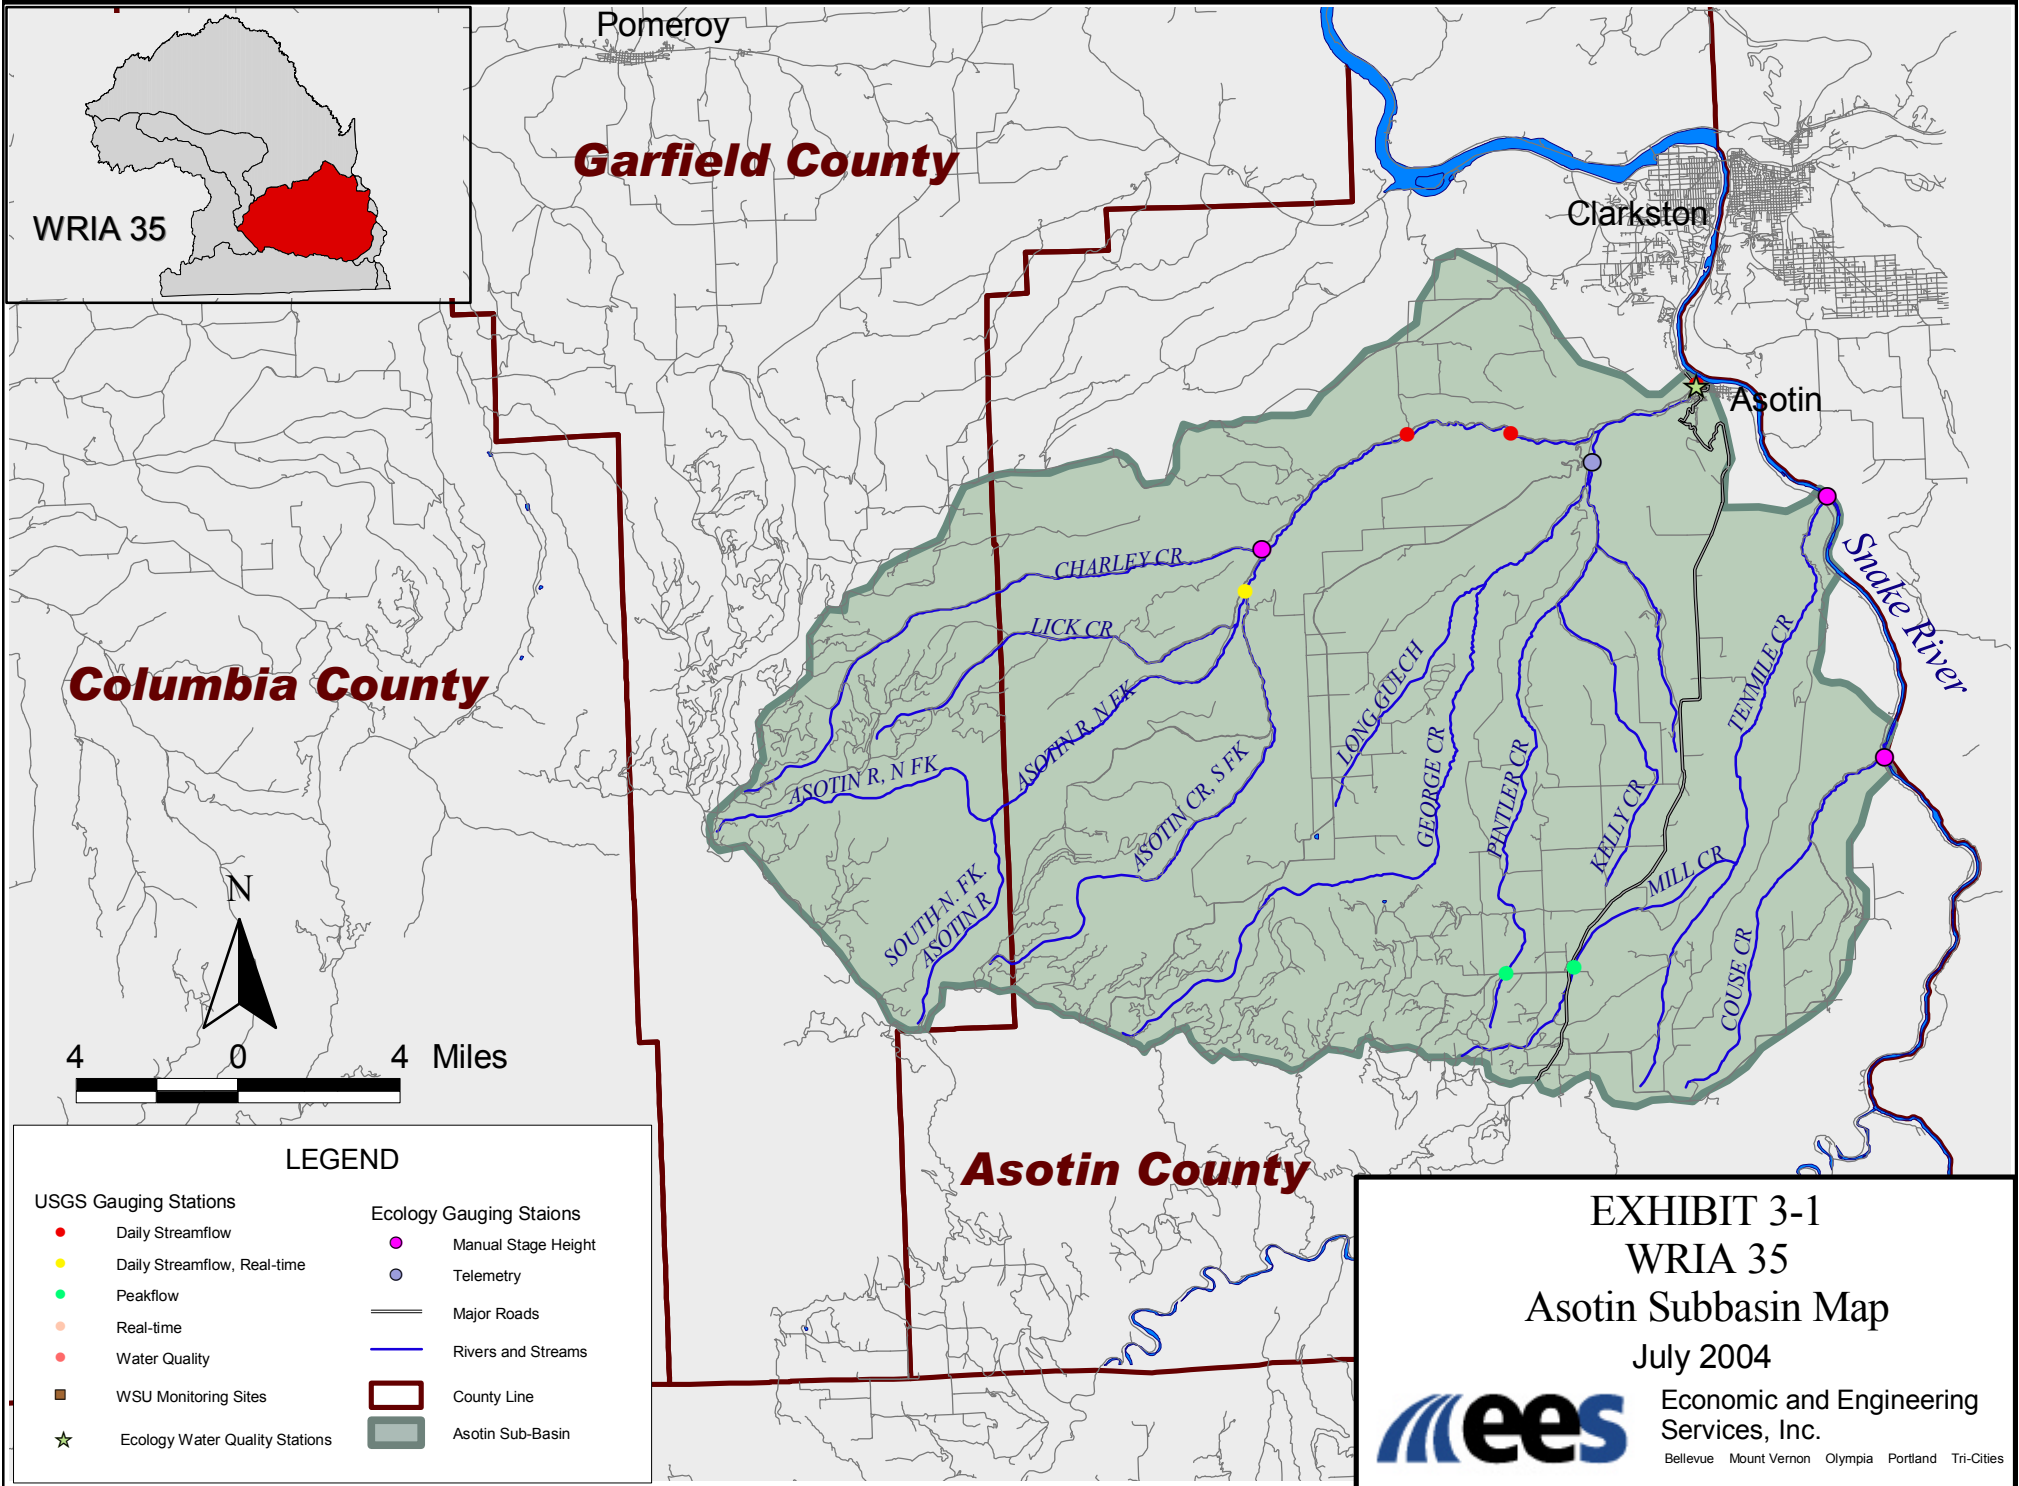 Pomeroy
Garfield County
WRIA 35
Clarkston
Asotin
Snake River
CHARLEY CR
LICK CR
Columbia County
ASOTIN R, N FK
ASOTIN R, N FK
ASOTIN CR, S FK
LONG GULCH
GEORGE CR
PINTLER CR
KELLY CR
TENMILE CR
MILL CR
COUSE CR
SOUTH N. FK.
ASOTIN R
N
4 0 4 Miles
Asotin County
LEGEND
USGS Gauging Stations
Daily Streamflow
Daily Streamflow, Real-time
Peakflow
Real-time
Water Quality
WSU Monitoring Sites
Ecology Water Quality Stations
Ecology Gauging Staions
Manual Stage Height
Telemetry
Major Roads
Rivers and Streams
County Line
Asotin Sub-Basin
EXHIBIT 3-1
WRIA 35
Asotin Subbasin Map
July 2004
ees
Economic and Engineering
Services, Inc.
Bellevue Mount Vernon Olympia Portland Tri-Cities